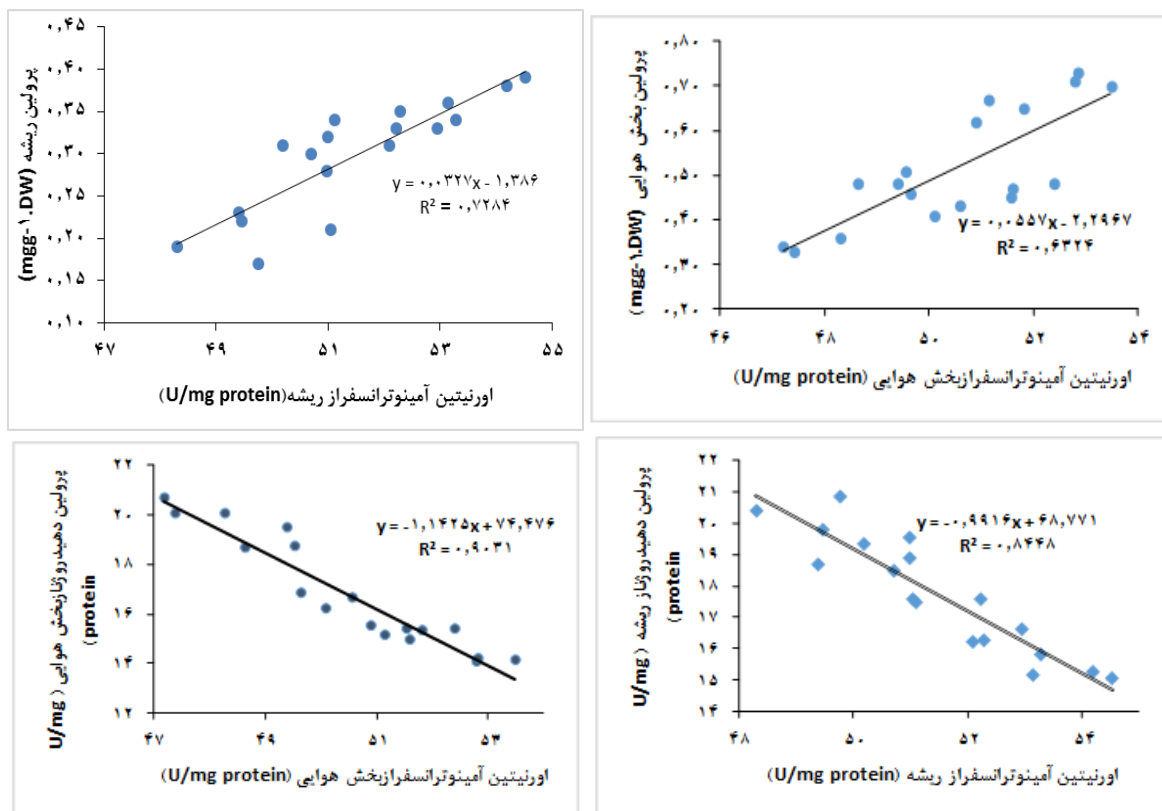 پرولین ریشه (mgg-۱.DW)
۰,۴۵
۰,۴۰
۰,۳۵
۰,۳۰
۰,۲۵
۰,۲۰
۰,۱۵
۰,۱۰
y = ۰,۰۳۲۷x - ۱,۳۸۶
R² = ۰,۷۲۸۴
۴۷ ۴۹ ۵۱ ۵۳ ۵۵
اورنیتین آمینوترانسفراز ریشه(U/mg protein)
پرولین بخش هوایی (mgg-۱.DW)
۰,۸۰
۰,۷۰
۰,۶۰
۰,۵۰
۰,۴۰
۰,۳۰
۰,۲۰
y = ۰,۰۵۵۷x - ۲,۲۹۶۷
R² = ۰,۶۳۲۴
۴۶ ۴۸ ۵۰ ۵۲ ۵۴
اورنیتین آمینوترانسفرازبخش هوایی (U/mg protein)
پرولین دهیدروژنازبخش هوایی (U/mg
protein)
۲۲
۲۰
۱۸
۱۶
۱۴
۱۲
y = -۱,۱۴۲۵x + ۷۴,۴۷۶
R² = ۰,۹۰۳۱
۴۷ ۴۹ ۵۱ ۵۳
اورنیتین آمینوترانسفرازبخش هوایی (U/mg protein)
پرولین دهیدروژناز ریشه (U/mg
protein)
۲۲
۲۱
۲۰
۱۹
۱۸
۱۷
۱۶
۱۵
۱۴
y = -۰,۹۹۱۶x + ۶۸,۷۷۱
R² = ۰,۸۴۴۸
۴۸ ۵۰ ۵۲ ۵۴
اورنیتین آمینوترانسفراز ریشه (U/mg protein)